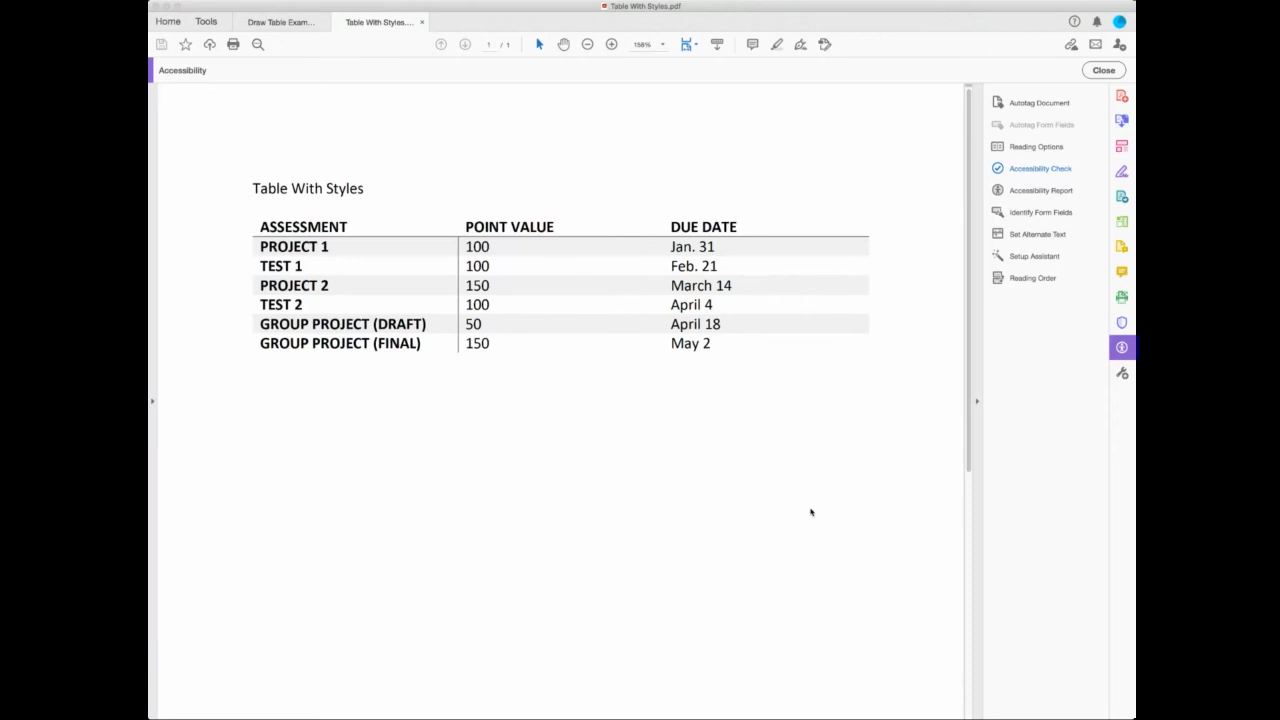 Table With Styles.pdf
Home Tools Draw Table Exam... Table With Styles.... ×
1 / 1 158%
Accessibility Close
Autotag Document
Autotag Form Fields
Reading Options
Accessibility Check
Accessibility Report
Identify Form Fields
Set Alternate Text
Setup Assistant
Reading Order
Table With Styles
ASSESSMENT POINT VALUE DUE DATE
PROJECT 1 100 Jan. 31
TEST 1 100 Feb. 21
PROJECT 2 150 March 14
TEST 2 100 April 4
GROUP PROJECT (DRAFT) 50 April 18
GROUP PROJECT (FINAL) 150 May 2